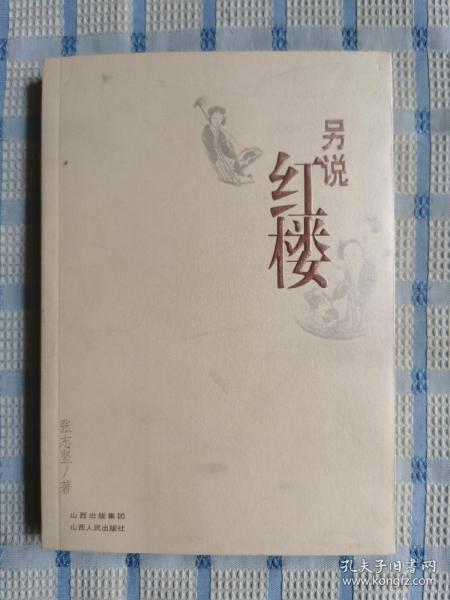 另说
红楼
张志坚/著
山西出版集团
山西人民出版社
孔夫子旧书网
www.kongfz.com